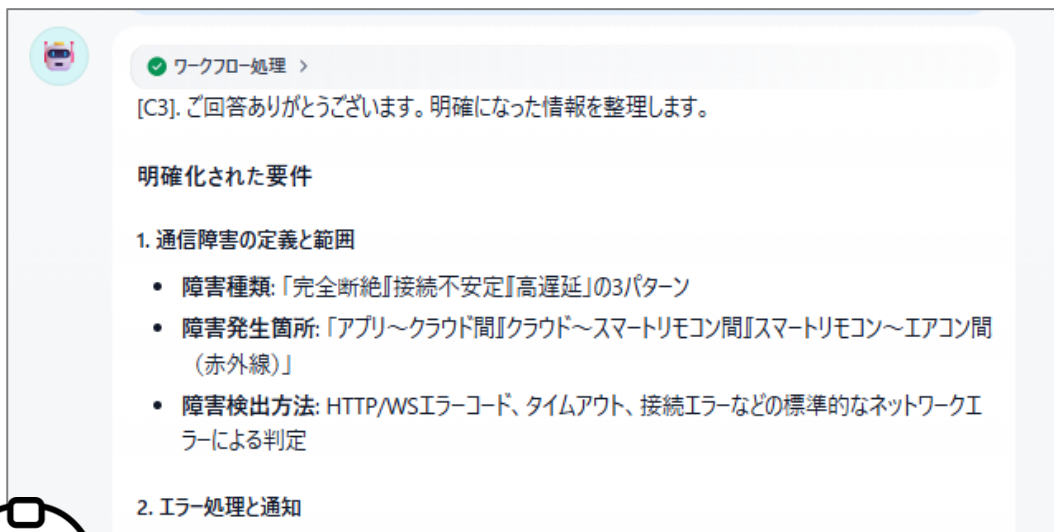 ワークフロー処理 >
[C3]. ご回答ありがとうございます。明確になった情報を整理します。
明確化された要件
1. 通信障害の定義と範囲
• 障害種類: 「完全断絶』『接続不安定』『高遅延」の3パターン
• 障害発生箇所: 「アプリ～クラウド間』『クラウド～スマートリモコン間』『スマートリモコン～エアコン間
（赤外線）」
• 障害検出方法: HTTP/WSエラーコード、タイムアウト、接続エラーなどの標準的なネットワークエ
ラーによる判定
2. エラー処理と通知